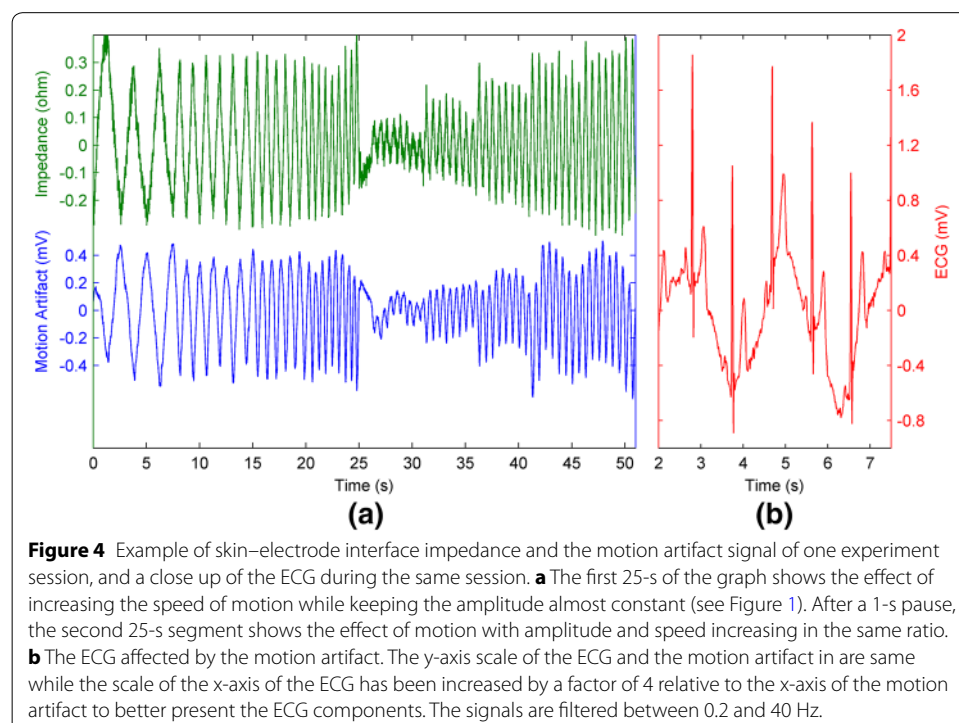 0.3
0.2
0.1
0
-0.1
-0.2
Impedance (ohm)
0.4
0.2
0
-0.2
-0.4
Motion Artifact (mV)
0 5 10 15 20 25 30 35 40 45 50
Time (s)
(a)
2
1.6
1.2
0.8
0.4
0
-0.4
-0.8
ECG (mV)
2 3 4 5 6 7
Time (s)
(b)
Figure 4 Example of skin–electrode interface impedance and the motion artifact signal of one experiment
session, and a close up of the ECG during the same session. a The first 25-s of the graph shows the effect of
increasing the speed of motion while keeping the amplitude almost constant (see Figure 1). After a 1-s pause,
the second 25-s segment shows the effect of motion with amplitude and speed increasing in the same ratio.
b The ECG affected by the motion artifact. The y-axis scale of the ECG and the motion artifact in are same
while the scale of the x-axis of the ECG has been increased by a factor of 4 relative to the x-axis of the motion
artifact to better present the ECG components. The signals are filtered between 0.2 and 40 Hz.